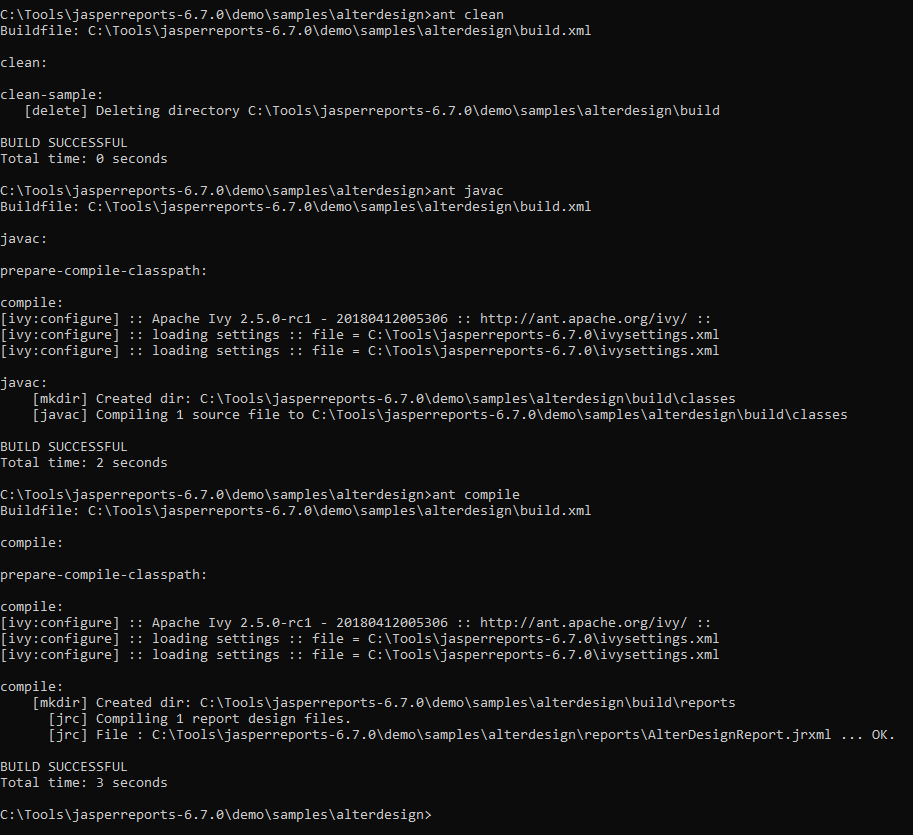 C:\Tools\jasperreports-6.7.0\demo\samples\alterdesign>ant clean
Buildfile: C:\Tools\jasperreports-6.7.0\demo\samples\alterdesign\build.xml
clean:
clean-sample:
[delete] Deleting directory C:\Tools\jasperreports-6.7.0\demo\samples\alterdesign\build
BUILD SUCCESSFUL
Total time: 0 seconds
C:\Tools\jasperreports-6.7.0\demo\samples\alterdesign>ant javac
Buildfile: C:\Tools\jasperreports-6.7.0\demo\samples\alterdesign\build.xml
javac:
prepare-compile-classpath:
compile:
[ivy:configure] :: Apache Ivy 2.5.0-rc1 - 20180412005306 :: http://ant.apache.org/ivy/ ::
[ivy:configure] :: loading settings :: file = C:\Tools\jasperreports-6.7.0\ivysettings.xml
[ivy:configure] :: loading settings :: file = C:\Tools\jasperreports-6.7.0\ivysettings.xml
javac:
[mkdir] Created dir: C:\Tools\jasperreports-6.7.0\demo\samples\alterdesign\build\classes
[javac] Compiling 1 source file to C:\Tools\jasperreports-6.7.0\demo\samples\alterdesign\build\classes
BUILD SUCCESSFUL
Total time: 2 seconds
C:\Tools\jasperreports-6.7.0\demo\samples\alterdesign>ant compile
Buildfile: C:\Tools\jasperreports-6.7.0\demo\samples\alterdesign\build.xml
compile:
prepare-compile-classpath:
compile:
[ivy:configure] :: Apache Ivy 2.5.0-rc1 - 20180412005306 :: http://ant.apache.org/ivy/ ::
[ivy:configure] :: loading settings :: file = C:\Tools\jasperreports-6.7.0\ivysettings.xml
[ivy:configure] :: loading settings :: file = C:\Tools\jasperreports-6.7.0\ivysettings.xml
compile:
[mkdir] Created dir: C:\Tools\jasperreports-6.7.0\demo\samples\alterdesign\build\reports
[jrc] Compiling 1 report design files.
[jrc] File : C:\Tools\jasperreports-6.7.0\demo\samples\alterdesign\reports\AlterDesignReport.jrxml ... OK.
BUILD SUCCESSFUL
Total time: 3 seconds
C:\Tools\jasperreports-6.7.0\demo\samples\alterdesign>